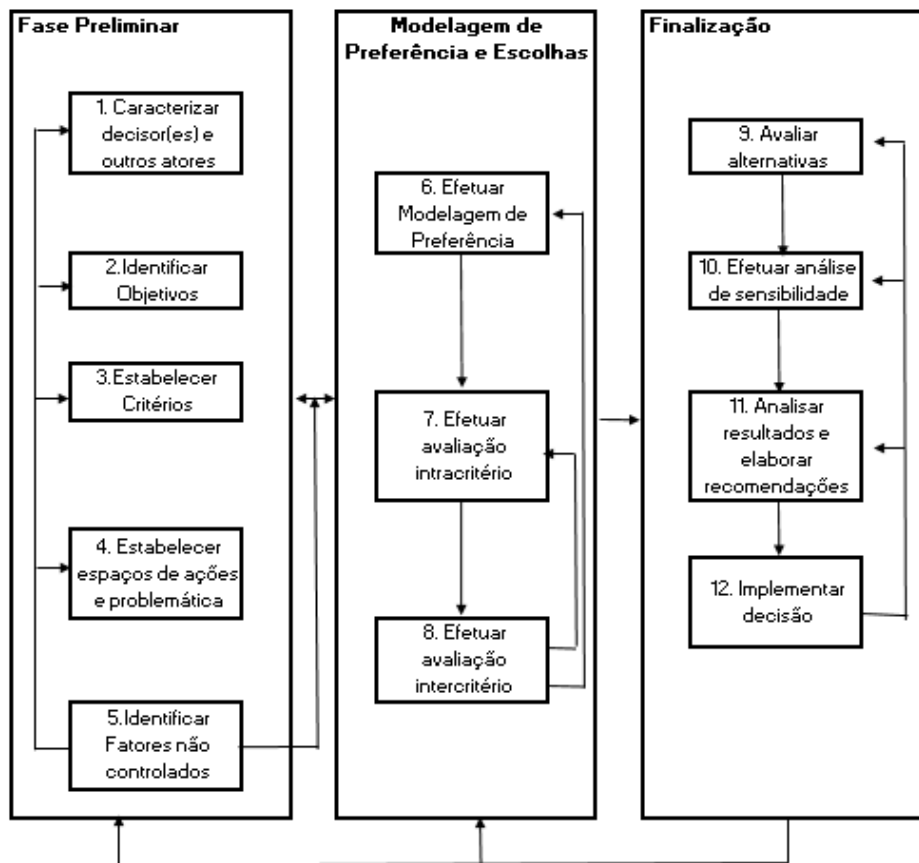 Fase Preliminar
1. Caracterizar
decisor(es) e
outros atores
2.Identificar
Objetivos
3.Estabelecer
Critérios
4. Estabelecer
espaços de ações
e problemática
5.Identificar
Fatores não
controlados
Modelagem de
Preferência e Escolhas
6. Efetuar
Modelagem de
Preferência
7. Efetuar
avaliação
intracritério
8. Efetuar
avaliação
intercritério
Finalização
9. Avaliar
alternativas
10. Efetuar análise
de sensibilidade
11. Analisar
resultados e
elaborar
recomendações
12. Implementar
decisão